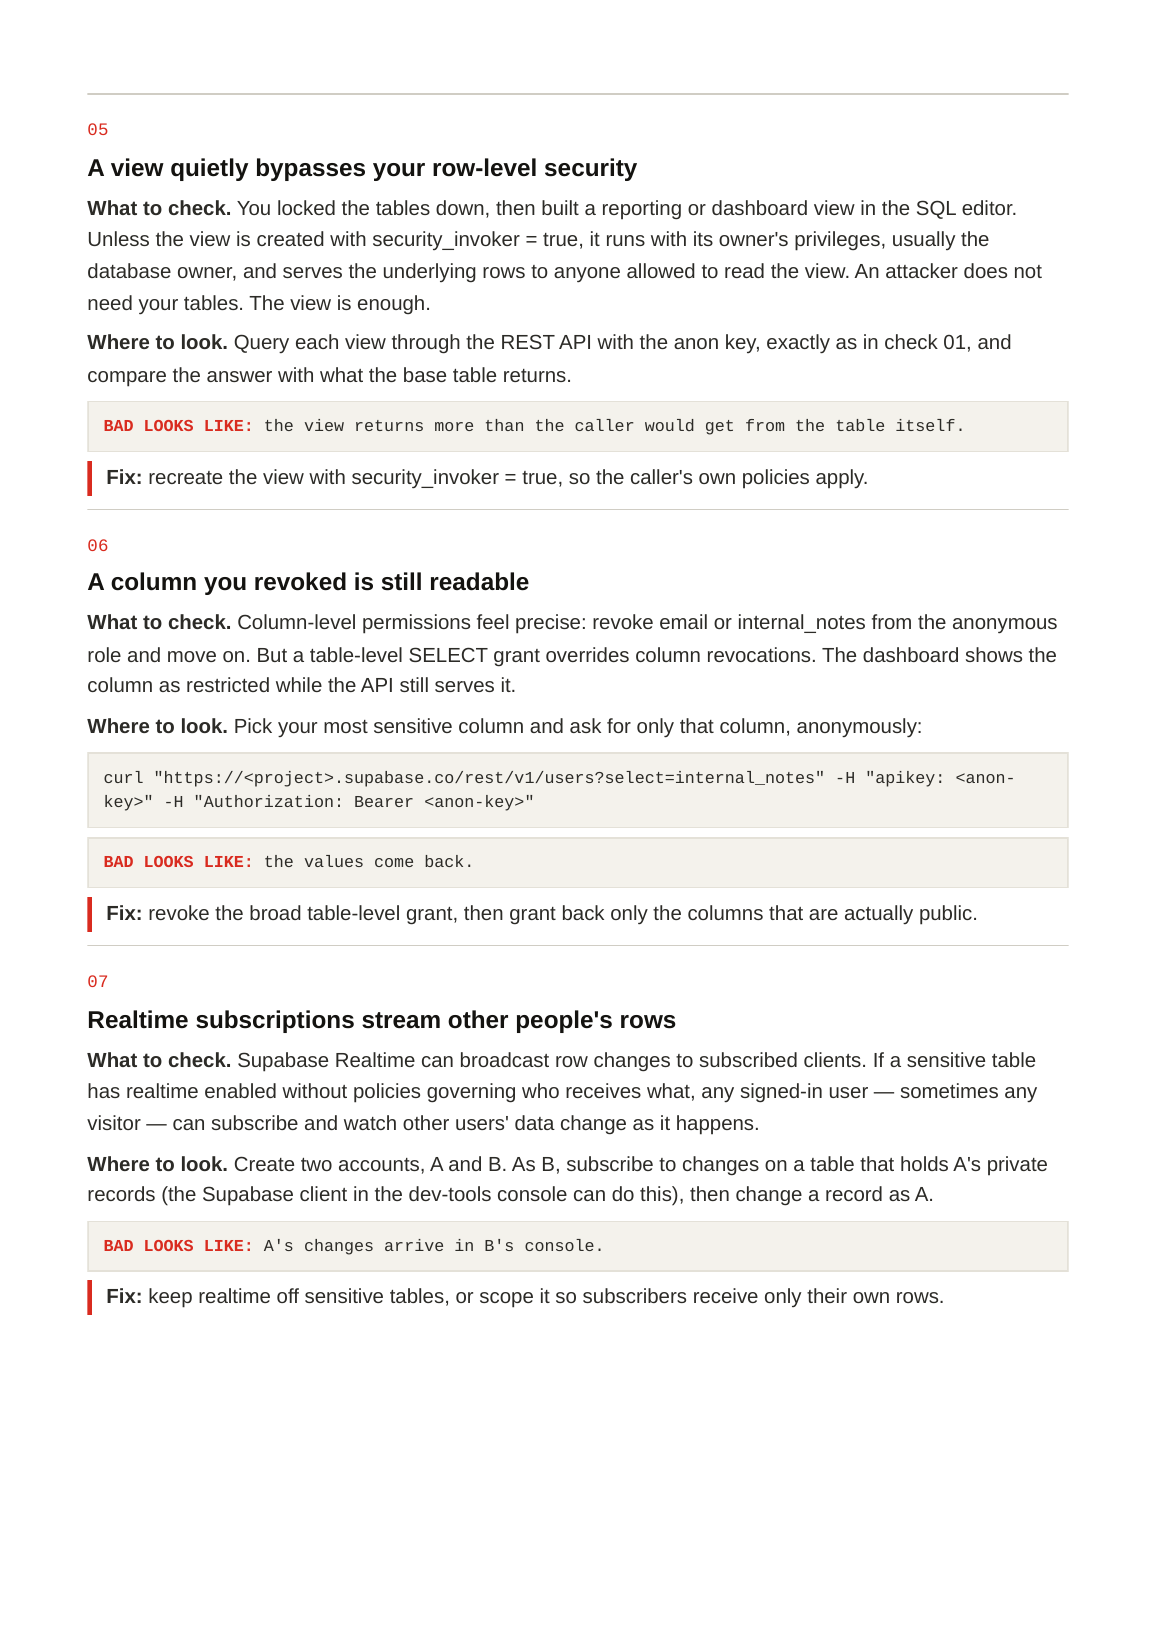 05
A view quietly bypasses your row-level security
What to check. You locked the tables down, then built a reporting or dashboard view in the SQL editor.
Unless the view is created with security_invoker = true, it runs with its owner's privileges, usually the
database owner, and serves the underlying rows to anyone allowed to read the view. An attacker does not
need your tables. The view is enough.
Where to look. Query each view through the REST API with the anon key, exactly as in check 01, and
compare the answer with what the base table returns.
BAD LOOKS LIKE: the view returns more than the caller would get from the table itself.
Fix: recreate the view with security_invoker = true, so the caller's own policies apply.
06
A column you revoked is still readable
What to check. Column-level permissions feel precise: revoke email or internal_notes from the anonymous
role and move on. But a table-level SELECT grant overrides column revocations. The dashboard shows the
column as restricted while the API still serves it.
Where to look. Pick your most sensitive column and ask for only that column, anonymously:
curl "https://<project>.supabase.co/rest/v1/users?select=internal_notes" -H "apikey: <anon-
key>" -H "Authorization: Bearer <anon-key>"
BAD LOOKS LIKE: the values come back.
Fix: revoke the broad table-level grant, then grant back only the columns that are actually public.
07
Realtime subscriptions stream other people's rows
What to check. Supabase Realtime can broadcast row changes to subscribed clients. If a sensitive table
has realtime enabled without policies governing who receives what, any signed-in user — sometimes any
visitor — can subscribe and watch other users' data change as it happens.
Where to look. Create two accounts, A and B. As B, subscribe to changes on a table that holds A's private
records (the Supabase client in the dev-tools console can do this), then change a record as A.
BAD LOOKS LIKE: A's changes arrive in B's console.
Fix: keep realtime off sensitive tables, or scope it so subscribers receive only their own rows.